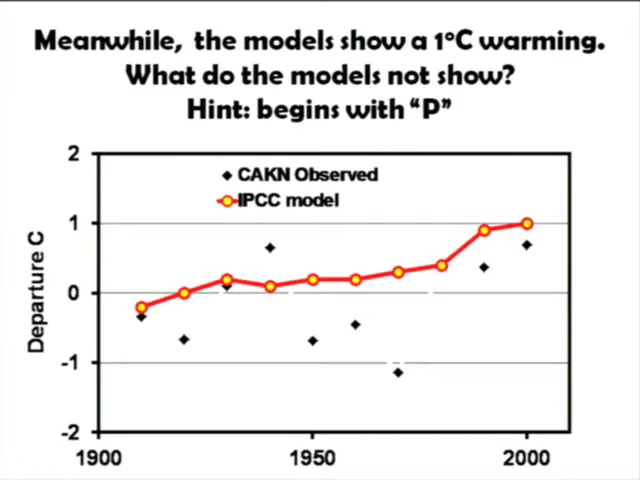 Meanwhile, the models show a 1°C warming.
What do the models not show?
Hint: begins with “P”
2
CAKN Observed
IPCC model
1
Departure C
0
-1
-2
1900
1950
2000